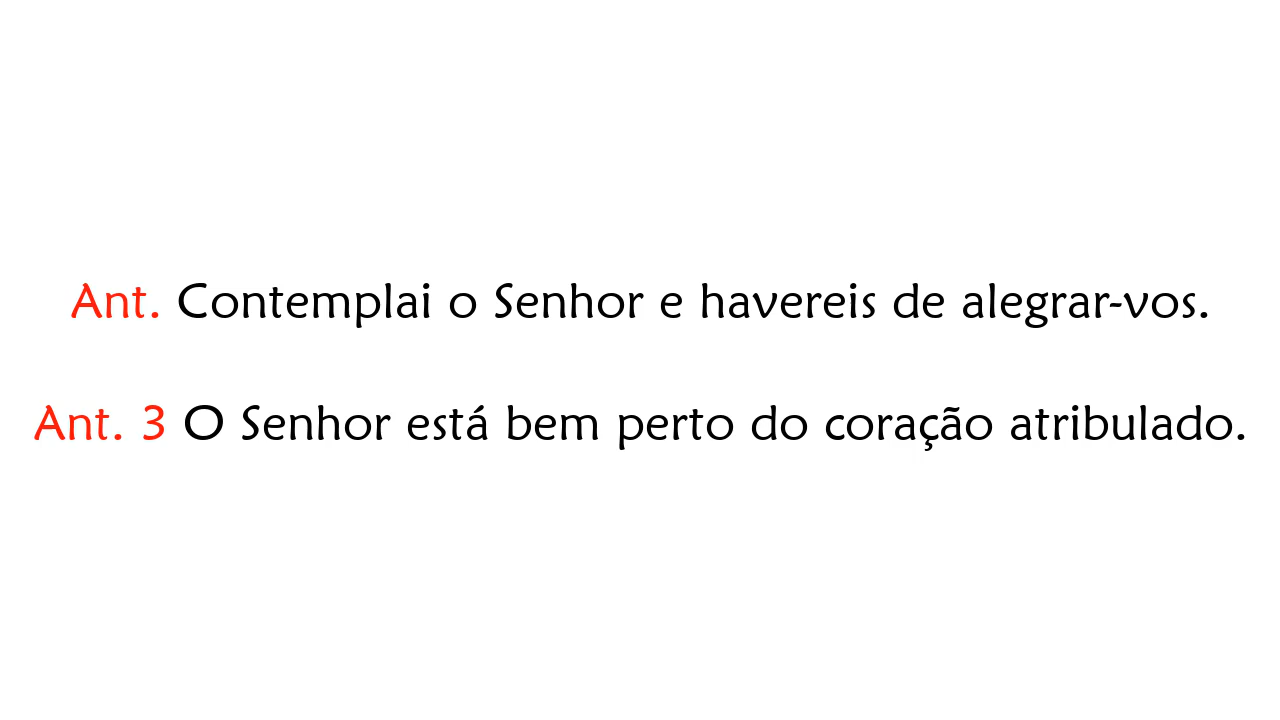 Ant. Contemplai o Senhor e havereis de alegrar-vos.
Ant. 3 O Senhor está bem perto do coração atribulado.